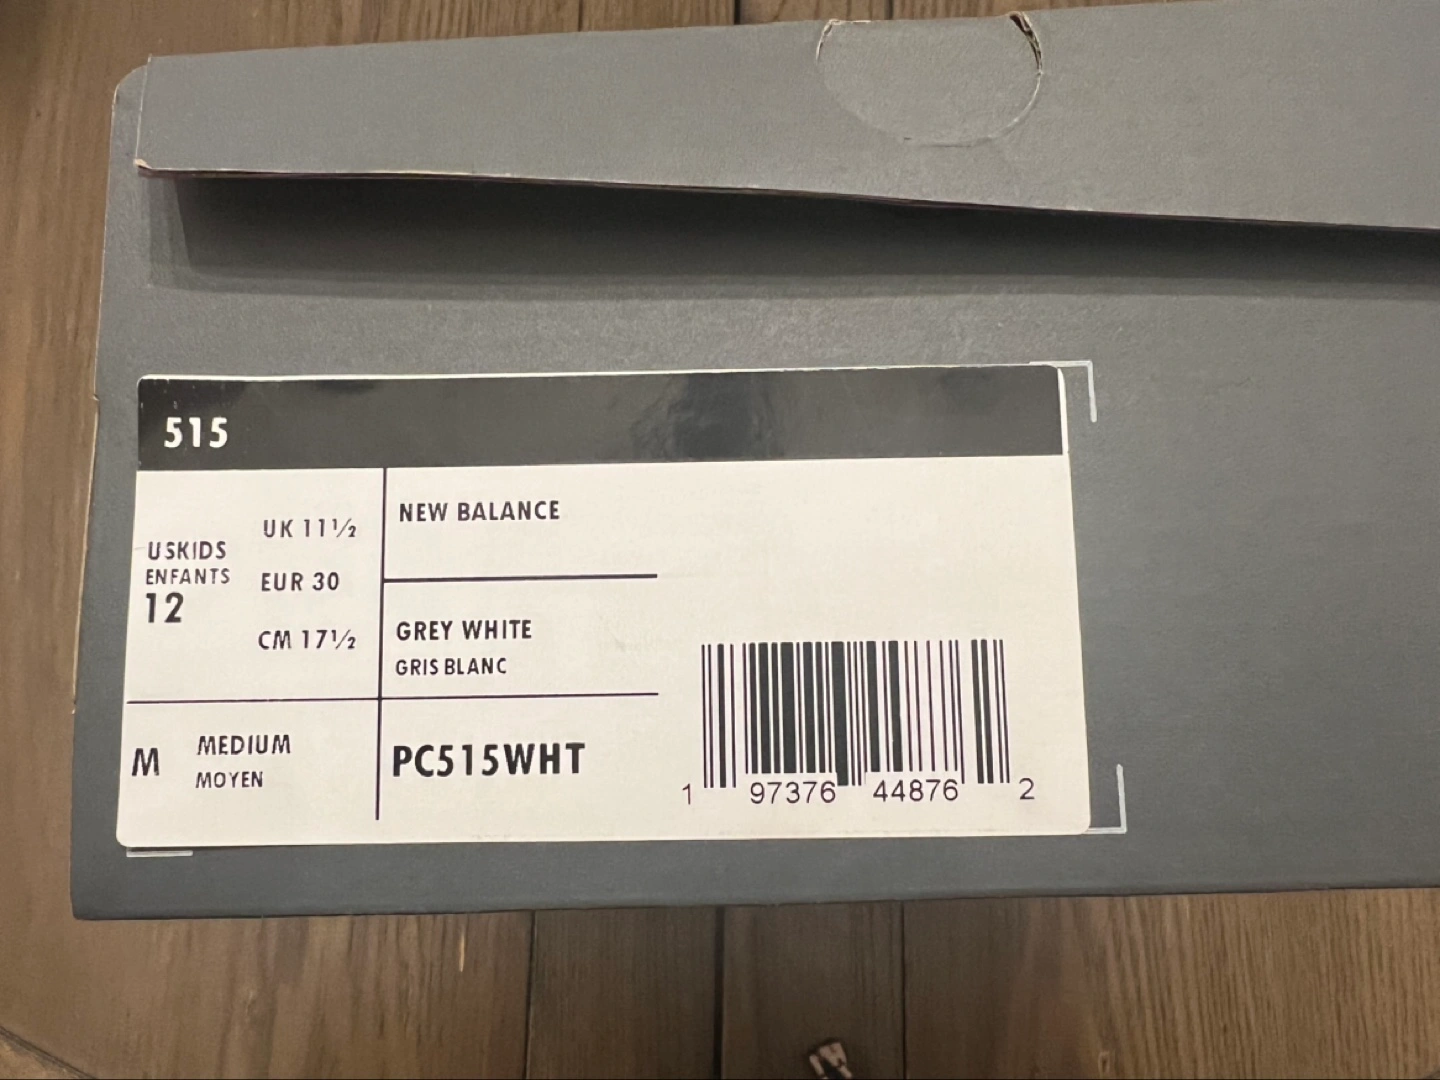 515
USKIDS
ENFANTS
12
UK 11½
EUR 30
CM 17½
NEW BALANCE
GREY WHITE
GRIS BLANC
M
MEDIUM
MOYEN
PC515WHT
1 97376 44876 2